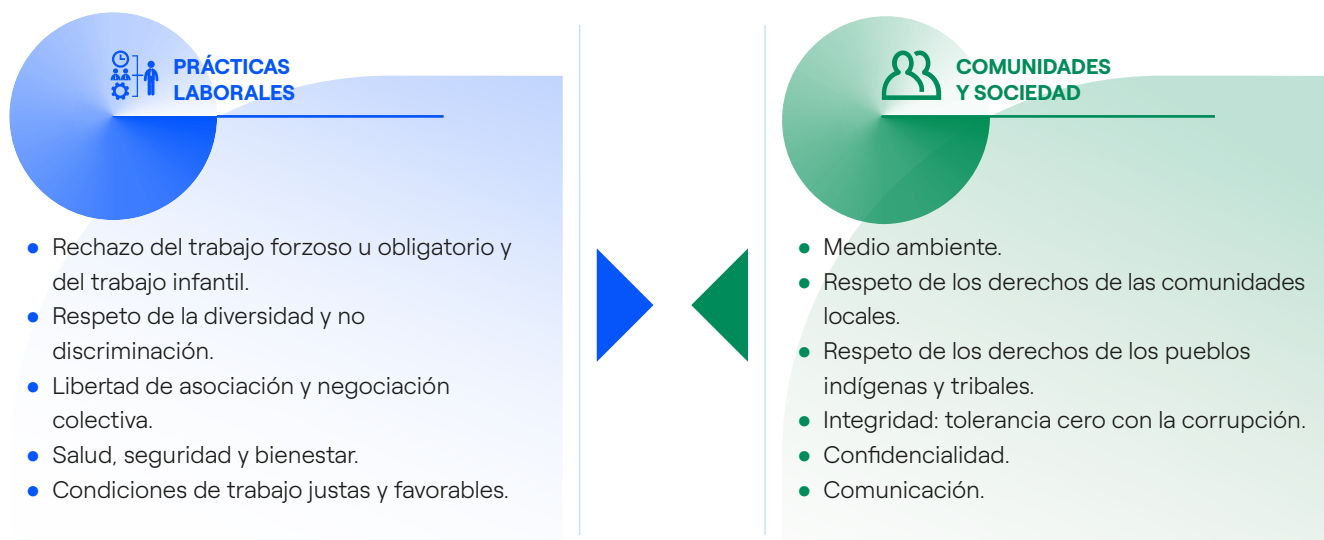 PRÁCTICAS
LABORALES
● Rechazo del trabajo forzoso u obligatorio y
del trabajo infantil.
● Respeto de la diversidad y no
discriminación.
● Libertad de asociación y negociación
colectiva.
● Salud, seguridad y bienestar.
● Condiciones de trabajo justas y favorables.
COMUNIDADES
Y SOCIEDAD
● Medio ambiente.
● Respeto de los derechos de las comunidades
locales.
● Respeto de los derechos de los pueblos
indígenas y tribales.
● Integridad: tolerancia cero con la corrupción.
● Confidencialidad.
● Comunicación.